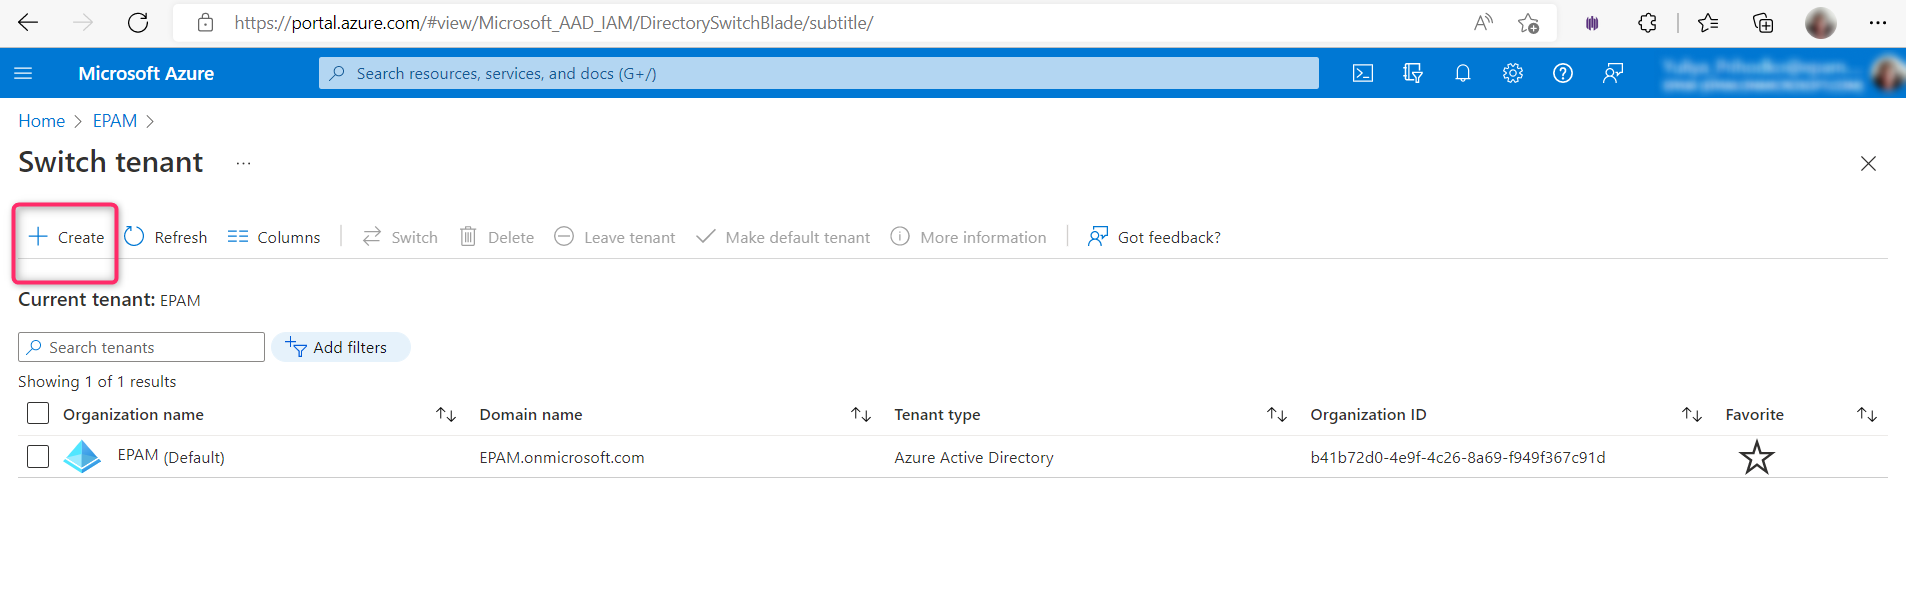 https://portal.azure.com/#view/Microsoft_AAD_IAM/DirectorySwitchBlade/subtitle/
Microsoft Azure
Search resources, services, and docs (G+/)
Home > EPAM >
Switch tenant ...
+ Create Refresh Columns Switch Delete Leave tenant Make default tenant More information Got feedback?
Current tenant: EPAM
Search tenants Add filters
Showing 1 of 1 results
Organization name Domain name Tenant type Organization ID Favorite
EPAM (Default) EPAM.onmicrosoft.com Azure Active Directory b41b72d0-4e9f-4c26-8a69-f949f367c91d